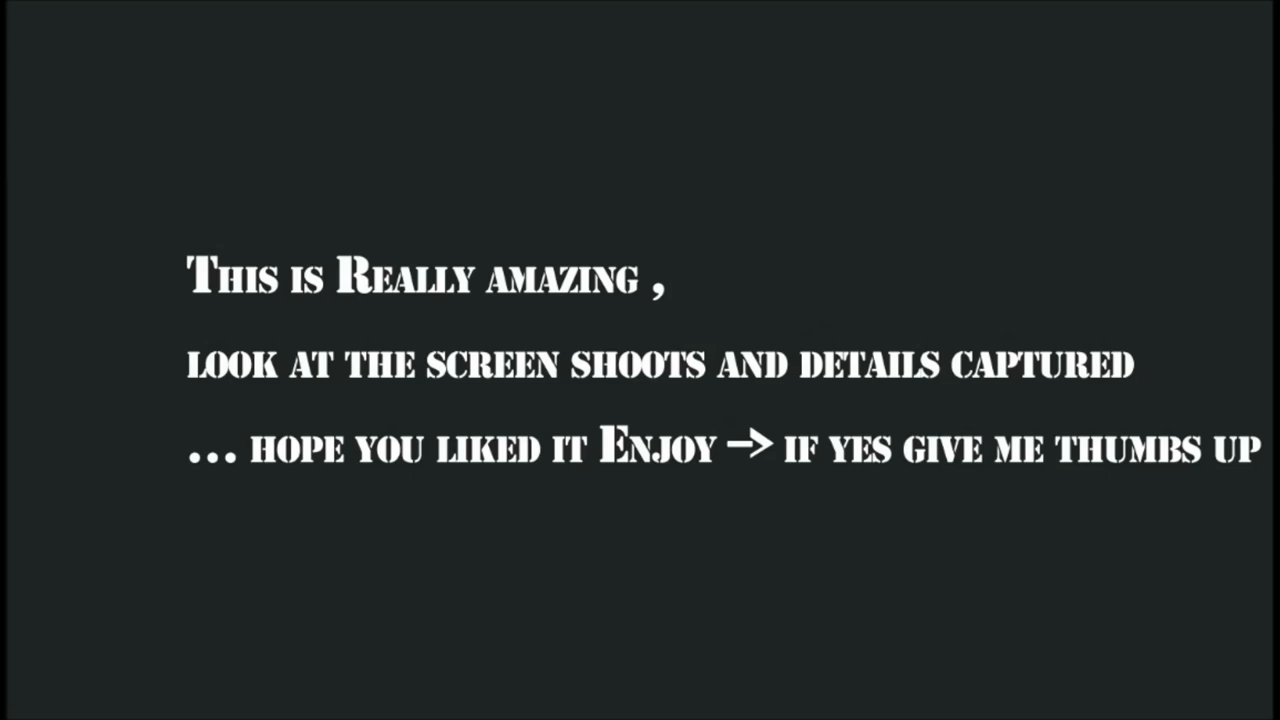 This is Really amazing ,
look at the screen shoots and details captured
... hope you liked it Enjoy -> if yes give me thumbs up